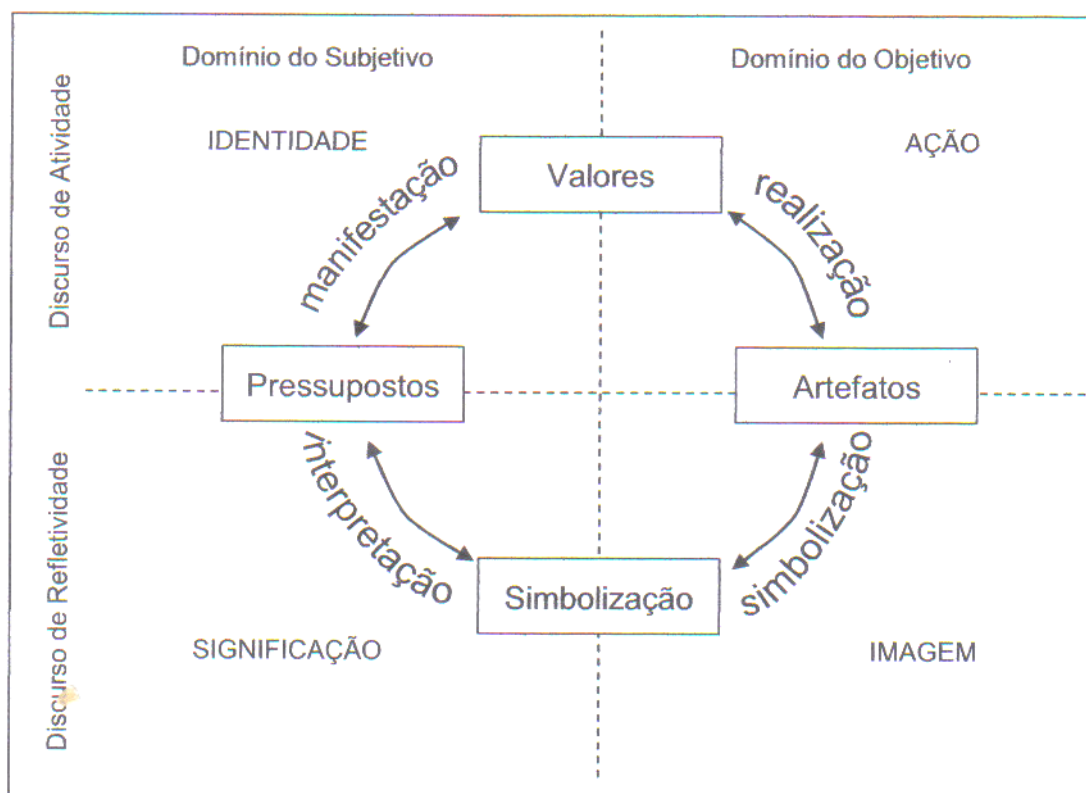 Domínio do Subjetivo
Domínio do Objetivo
Discurso de Atividade
IDENTIDADE
AÇÃO
manifestação
Valores
realização
Pressupostos
Artefatos
Discurso de Refletividade
interpretação
Simbolização
simbolização
SIGNIFICAÇÃO
IMAGEM